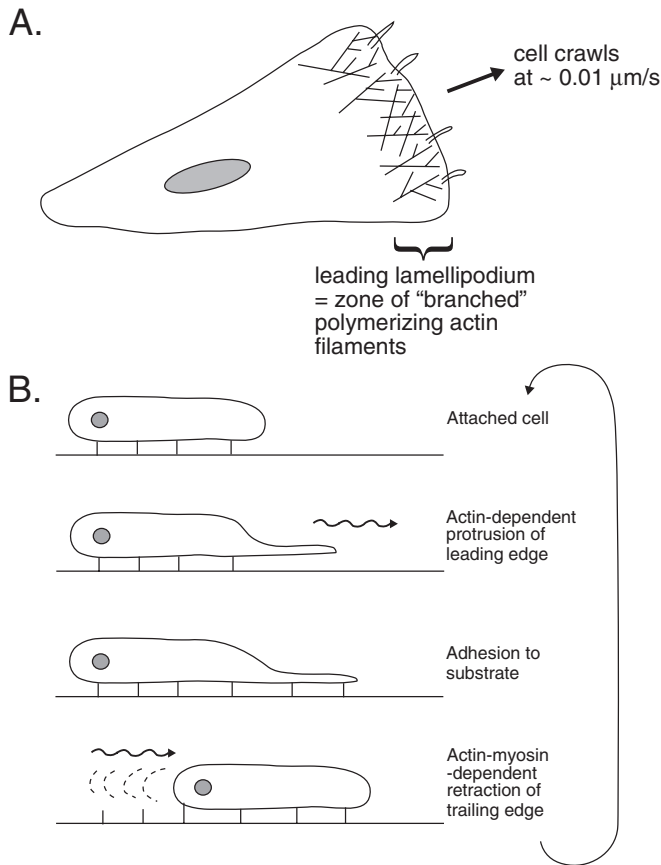 A.
cell crawls
at ~ 0.01 μm/s
leading lamellipodium
= zone of “branched”
polymerizing actin
filaments
B.
Attached cell
Actin-dependent
protrusion of
leading edge
Adhesion to
substrate
Actin-myosin
-dependent
retraction of
trailing edge